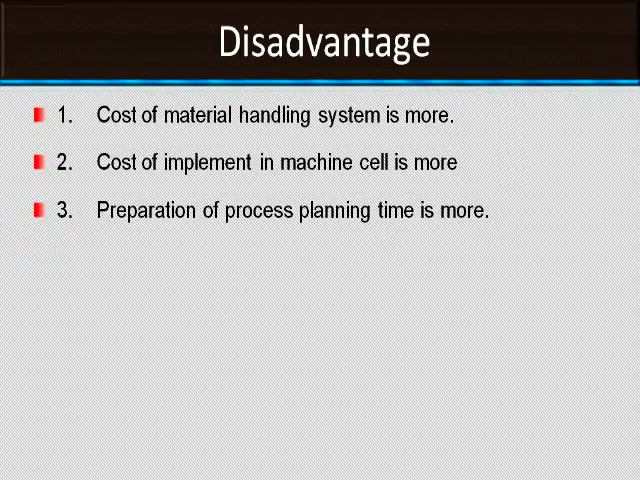 Disadvantage
1. Cost of material handling system is more.
2. Cost of implement in machine cell is more
3. Preparation of process planning time is more.